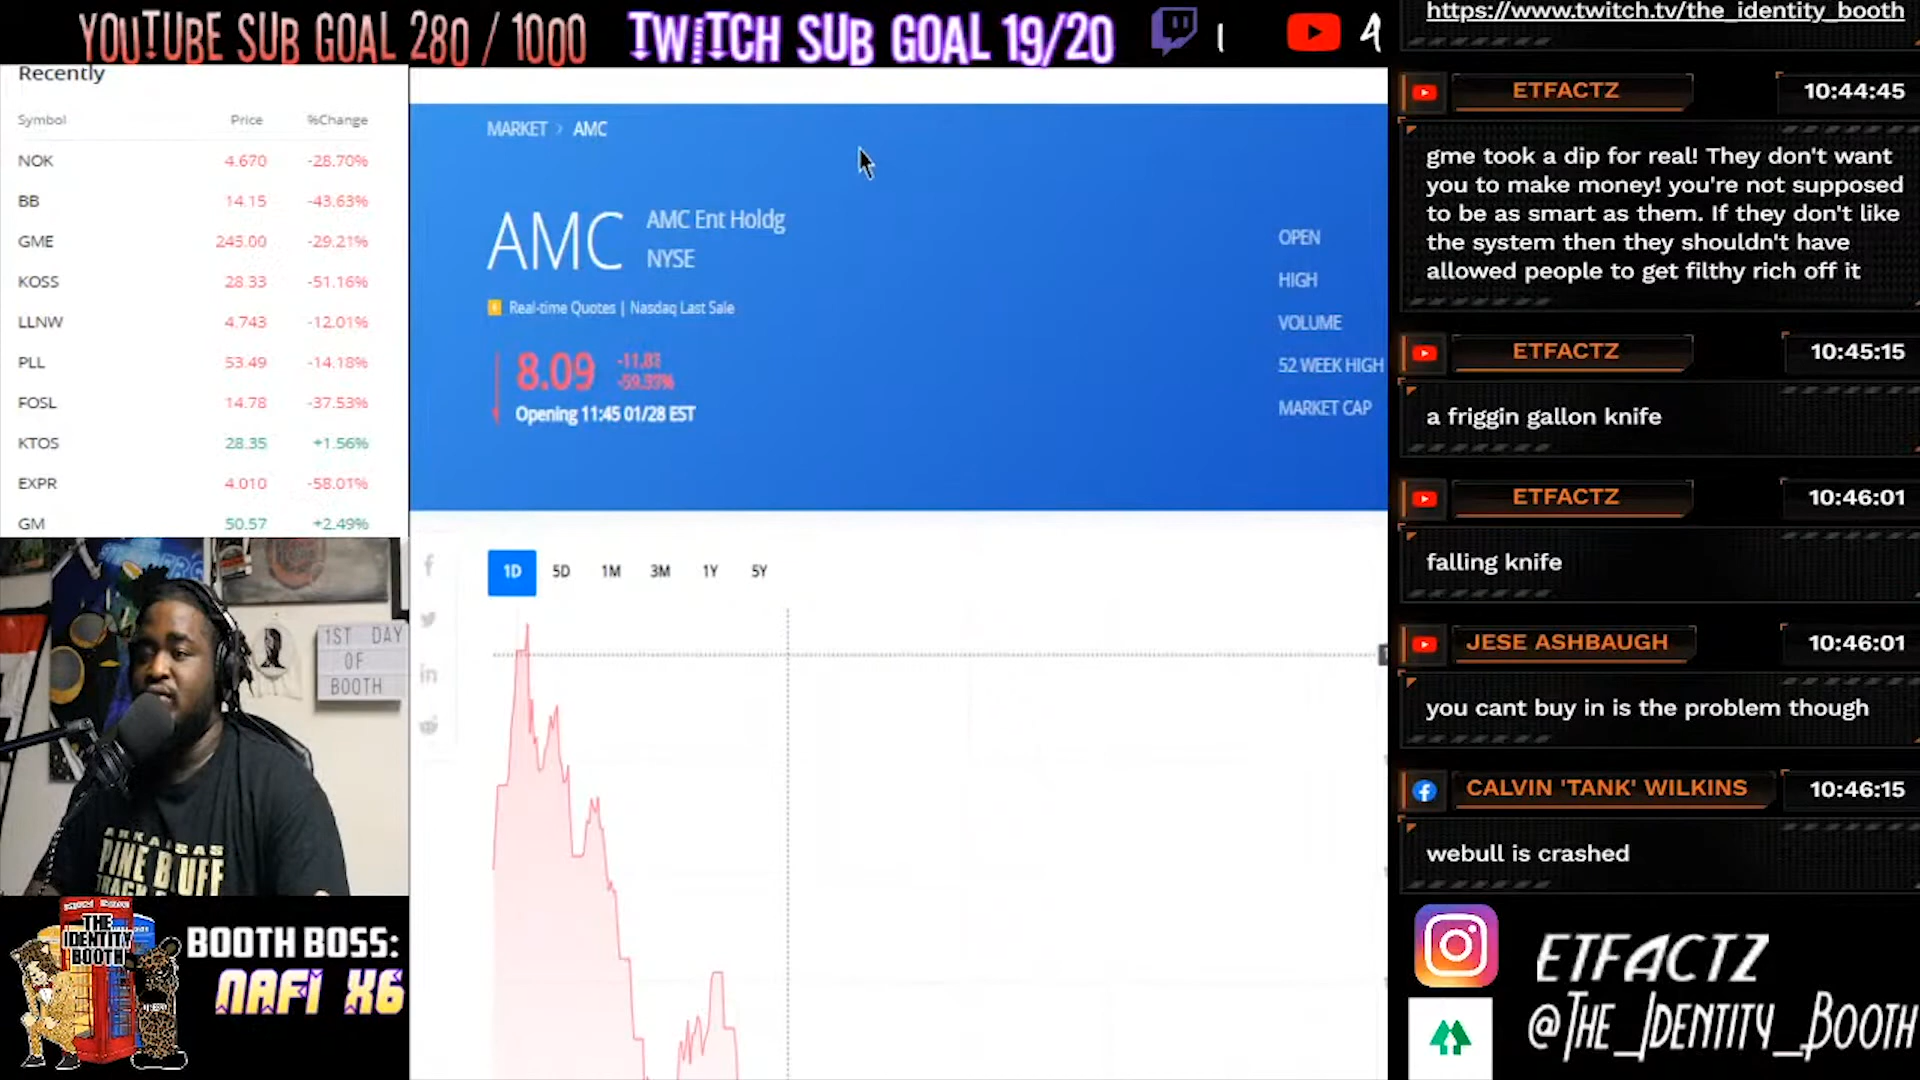 YOUTUBE SUB GOAL 280 / 1000
TWITCH SUB GOAL 19/20
Recently
Symbol Price %Change
NOK 4.670 -28.70%
BB 14.15 -43.63%
GME 245.00 -29.21%
KOSS 28.33 -51.16%
LLNW 4.743 -12.01%
PLL 53.49 -14.18%
FOSL 14.78 -37.53%
KTOS 28.35 +1.56%
EXPR 4.010 -58.01%
GM 50.57 +2.49%
MARKET > AMC
AMC
AMC Ent Holdg
NYSE
Real-time Quotes | Nasdaq Last Sale
8.09
Opening 11:45 01/28 EST
OPEN
HIGH
VOLUME
52 WEEK HIGH
MARKET CAP
1D 5D 1M 3M 1Y 5Y
1ST DAY
OF
BOOTH
ARKANSAS
PINE BLUFF
THE
IDENTITY
BOOTH
BOOTH BOSS:
NAFI X6
https://www.twitch.tv/the_identity_booth
ETFACTZ 10:44:45
gme took a dip for real! They don't want
you to make money! you're not supposed
to be as smart as them. If they don't like
the system then they shouldn't have
allowed people to get filthy rich off it
ETFACTZ 10:45:15
a friggin gallon knife
ETFACTZ 10:46:01
falling knife
JESE ASHBAUGH 10:46:01
you cant buy in is the problem though
CALVIN 'TANK' WILKINS 10:46:15
webull is crashed
ETFACTZ
@THE_IDENTITY_BOOTH